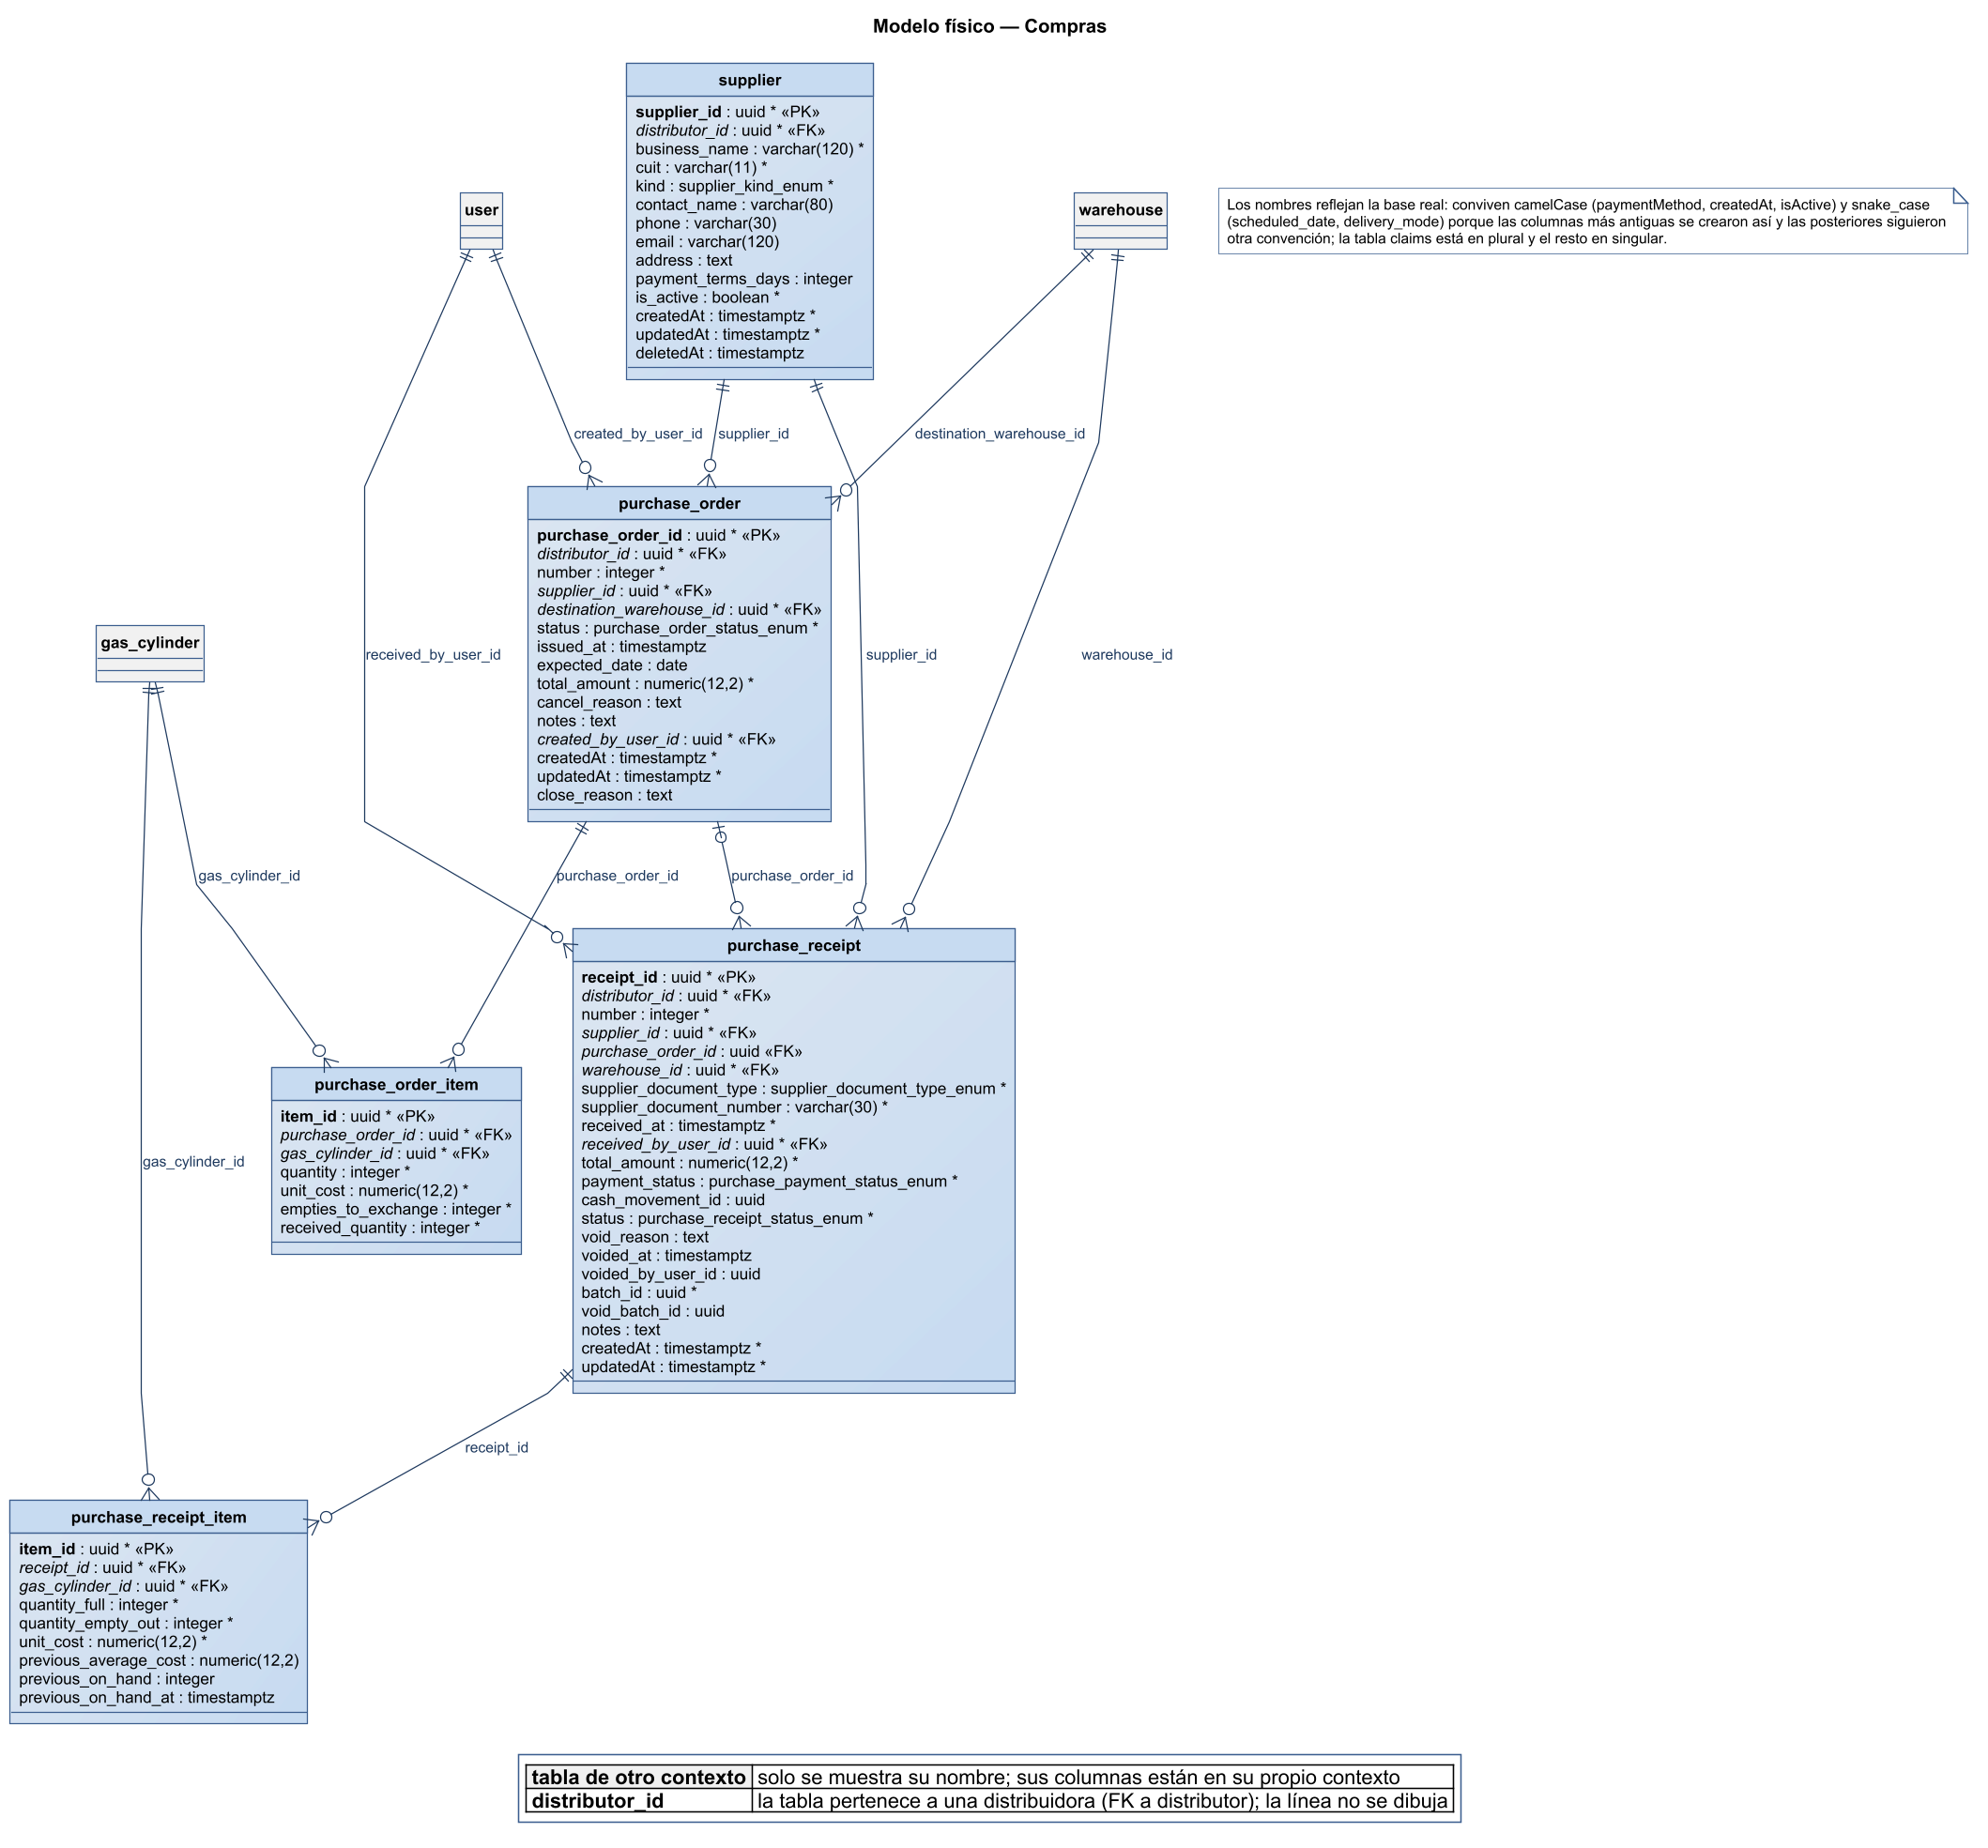 Modelo físico — Compras
supplier
supplier_id : uuid * «PK»
distributor_id : uuid * «FK»
business_name : varchar(120) *
cuit : varchar(11) *
kind : supplier_kind_enum *
contact_name : varchar(80)
phone : varchar(30)
email : varchar(120)
address : text
payment_terms_days : integer
is_active : boolean *
createdAt : timestamptz *
updatedAt : timestamptz *
deletedAt : timestamptz
user
warehouse
Los nombres reflejan la base real: conviven camelCase (paymentMethod, createdAt, isActive) y snake_case
(scheduled_date, delivery_mode) porque las columnas más antiguas se crearon así y las posteriores siguieron
otra convención; la tabla claims está en plural y el resto en singular.
created_by_user_id
supplier_id
destination_warehouse_id
purchase_order
purchase_order_id : uuid * «PK»
distributor_id : uuid * «FK»
number : integer *
supplier_id : uuid * «FK»
destination_warehouse_id : uuid * «FK»
status : purchase_order_status_enum *
issued_at : timestamptz
expected_date : date
total_amount : numeric(12,2) *
cancel_reason : text
notes : text
created_by_user_id : uuid * «FK»
createdAt : timestamptz *
updatedAt : timestamptz *
close_reason : text
gas_cylinder
received_by_user_id
supplier_id
warehouse_id
gas_cylinder_id
purchase_order_id
purchase_order_id
purchase_receipt
receipt_id : uuid * «PK»
distributor_id : uuid * «FK»
number : integer *
supplier_id : uuid * «FK»
purchase_order_id : uuid «FK»
warehouse_id : uuid * «FK»
supplier_document_type : supplier_document_type_enum *
supplier_document_number : varchar(30) *
received_at : timestamptz *
received_by_user_id : uuid * «FK»
total_amount : numeric(12,2) *
payment_status : purchase_payment_status_enum *
cash_movement_id : uuid
status : purchase_receipt_status_enum *
void_reason : text
voided_at : timestamptz
voided_by_user_id : uuid
batch_id : uuid *
void_batch_id : uuid
notes : text
createdAt : timestamptz *
updatedAt : timestamptz *
purchase_order_item
item_id : uuid * «PK»
purchase_order_id : uuid * «FK»
gas_cylinder_id : uuid * «FK»
quantity : integer *
unit_cost : numeric(12,2) *
empties_to_exchange : integer *
received_quantity : integer *
gas_cylinder_id
receipt_id
purchase_receipt_item
item_id : uuid * «PK»
receipt_id : uuid * «FK»
gas_cylinder_id : uuid * «FK»
quantity_full : integer *
quantity_empty_out : integer *
unit_cost : numeric(12,2) *
previous_average_cost : numeric(12,2)
previous_on_hand : integer
previous_on_hand_at : timestamptz
tabla de otro contexto solo se muestra su nombre; sus columnas están en su propio contexto
distributor_id la tabla pertenece a una distribuidora (FK a distributor); la línea no se dibuja